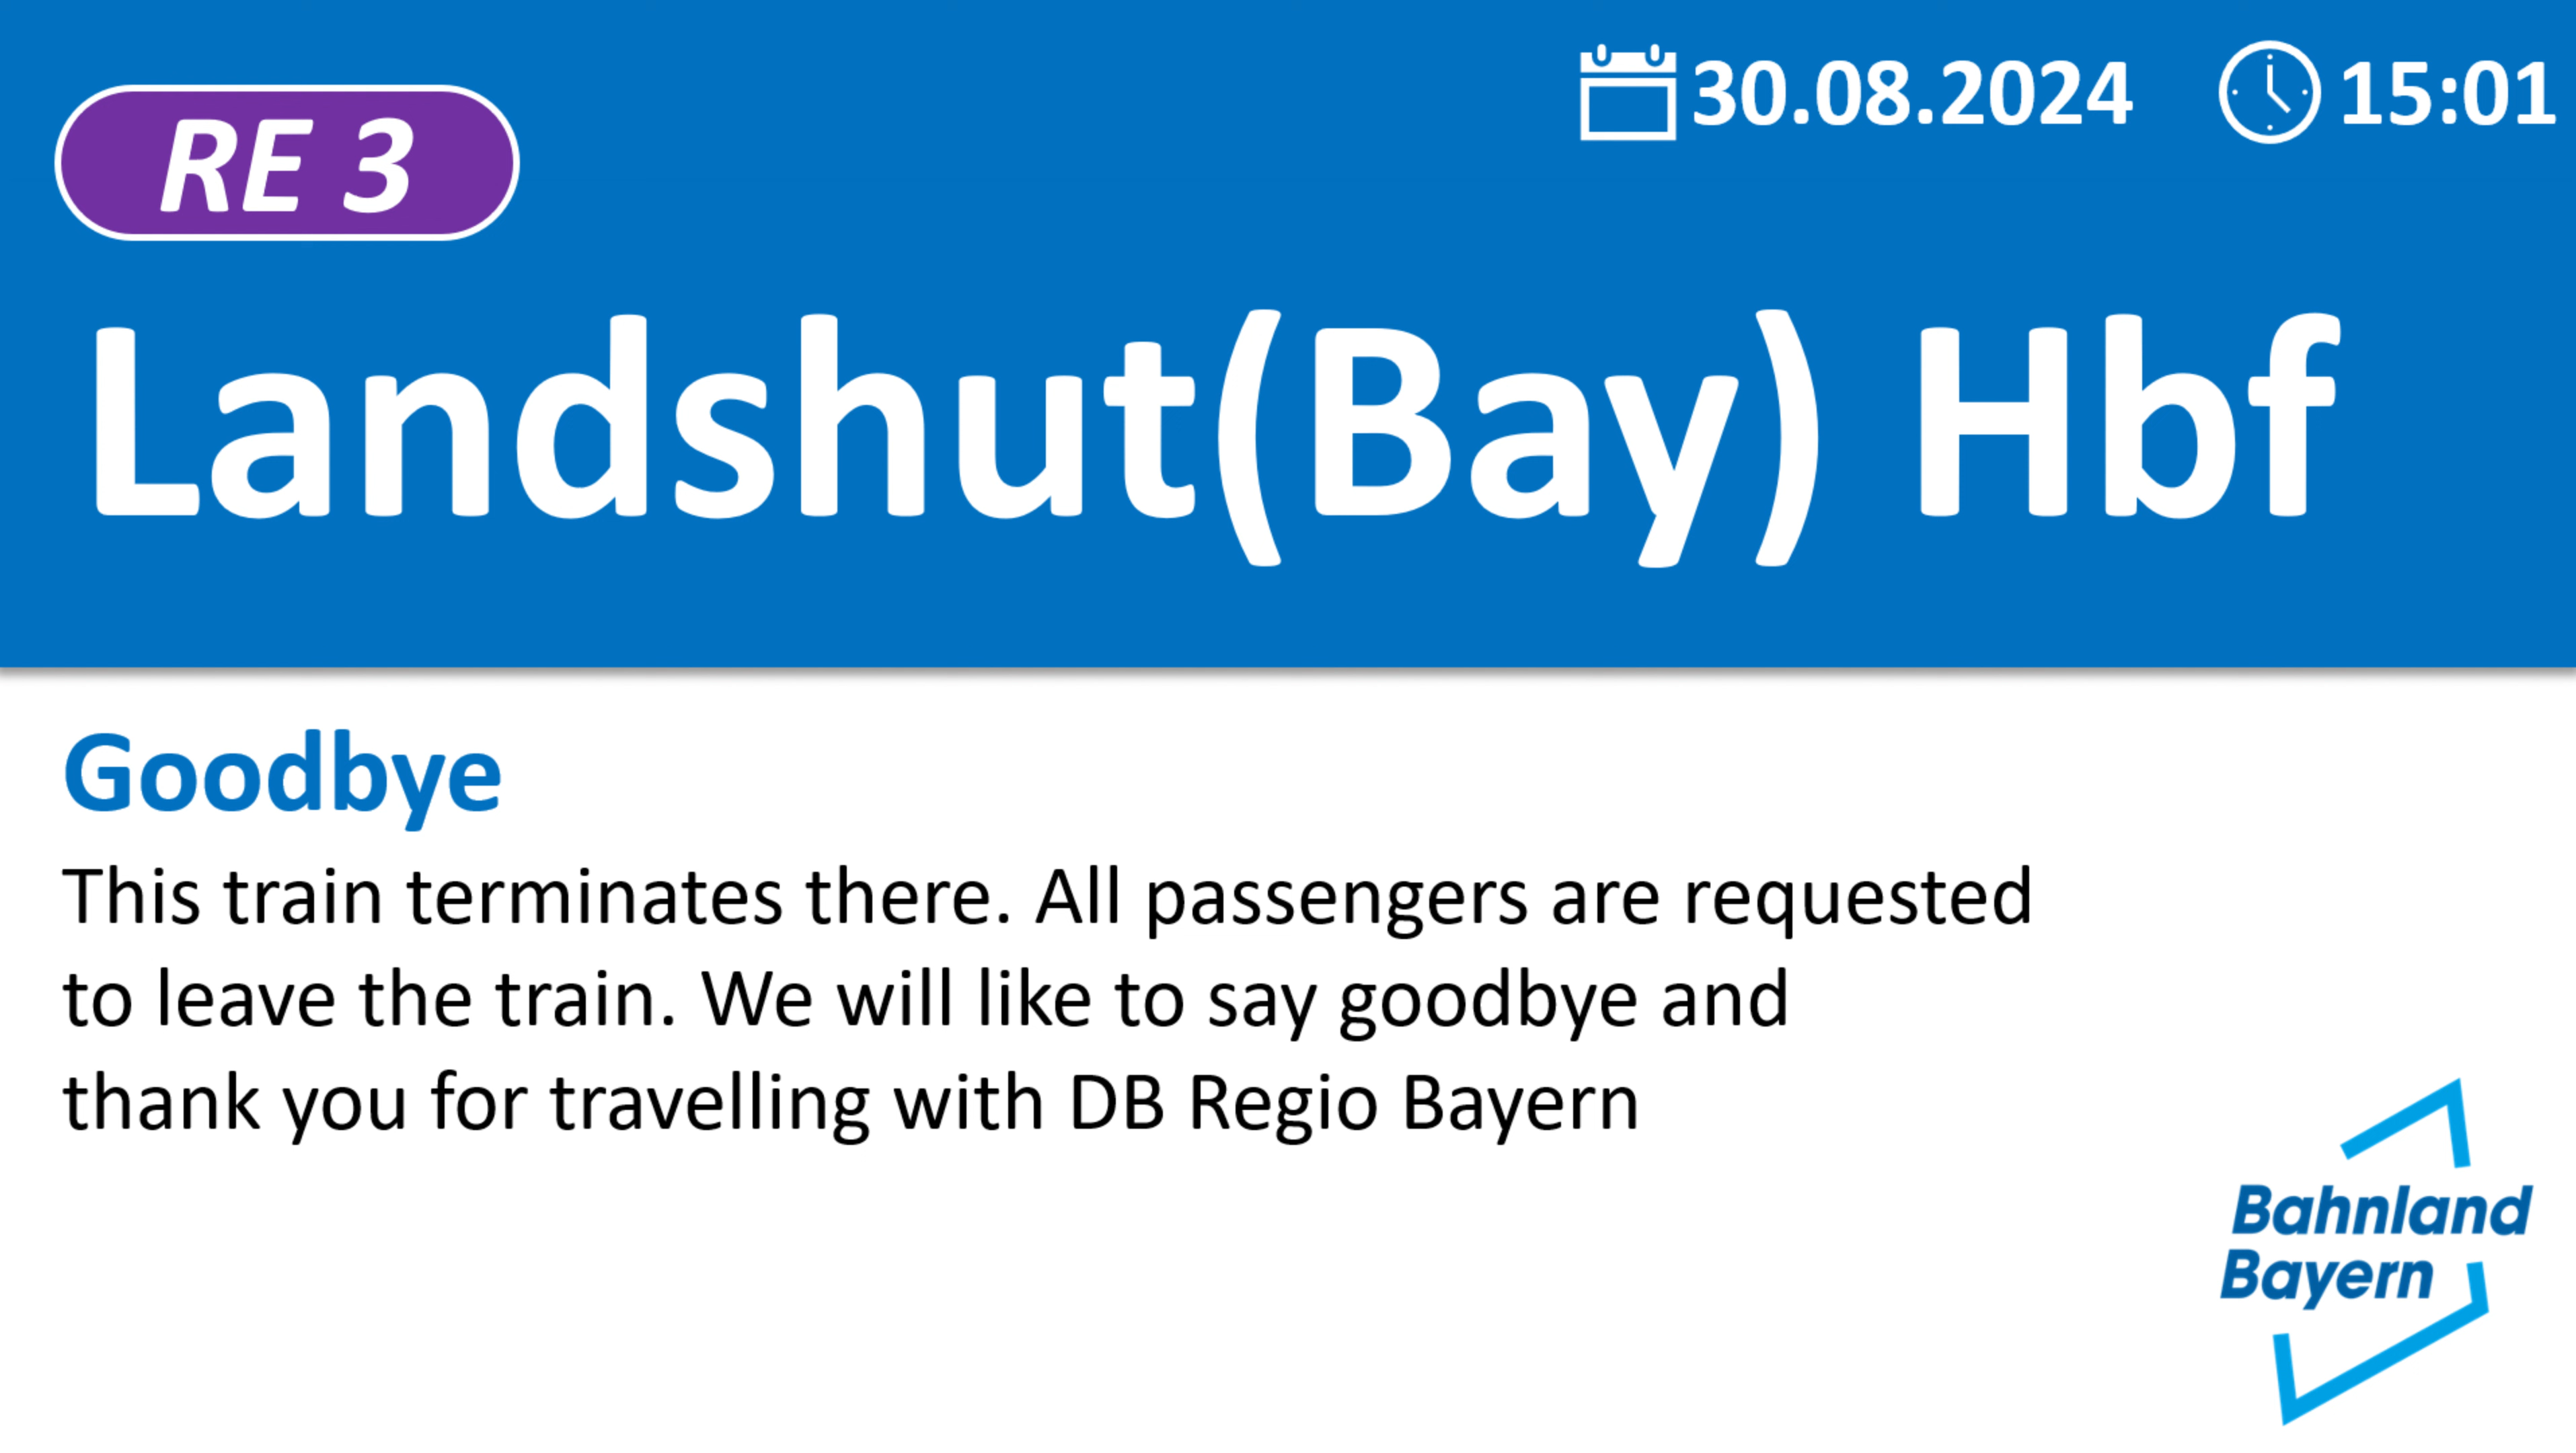 RE 3
30.08.2024 15:01
Landshut(Bay) Hbf
Goodbye
This train terminates there. All passengers are requested
to leave the train. We will like to say goodbye and
thank you for travelling with DB Regio Bayern
Bahnland
Bayern